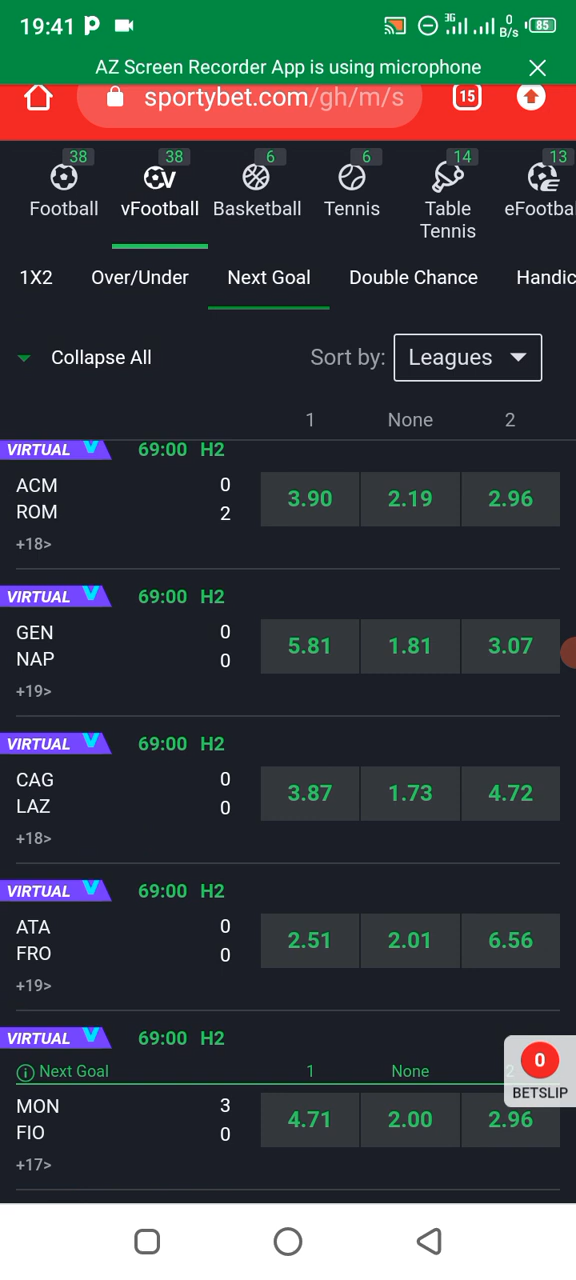 19:41 3G 0 B/s 85
AZ Screen Recorder App is using microphone
sportybet.com/gh/m/s 15
38 38 6 6 14 13
Football vFootball Basketball Tennis Table Tennis eFootba
1X2 Over/Under Next Goal Double Chance Handic
Collapse All Sort by: Leagues
1 None 2
VIRTUAL V 69:00 H2
ACM 0
ROM 2
3.90 2.19 2.96
+18>
VIRTUAL V 69:00 H2
GEN 0
NAP 0
5.81 1.81 3.07
+19>
VIRTUAL V 69:00 H2
CAG 0
LAZ 0
3.87 1.73 4.72
+18>
VIRTUAL V 69:00 H2
ATA 0
FRO 0
2.51 2.01 6.56
+19>
VIRTUAL V 69:00 H2
Next Goal 1 None 2
0
BETSLIP
MON 3
FIO 0
4.71 2.00 2.96
+17>